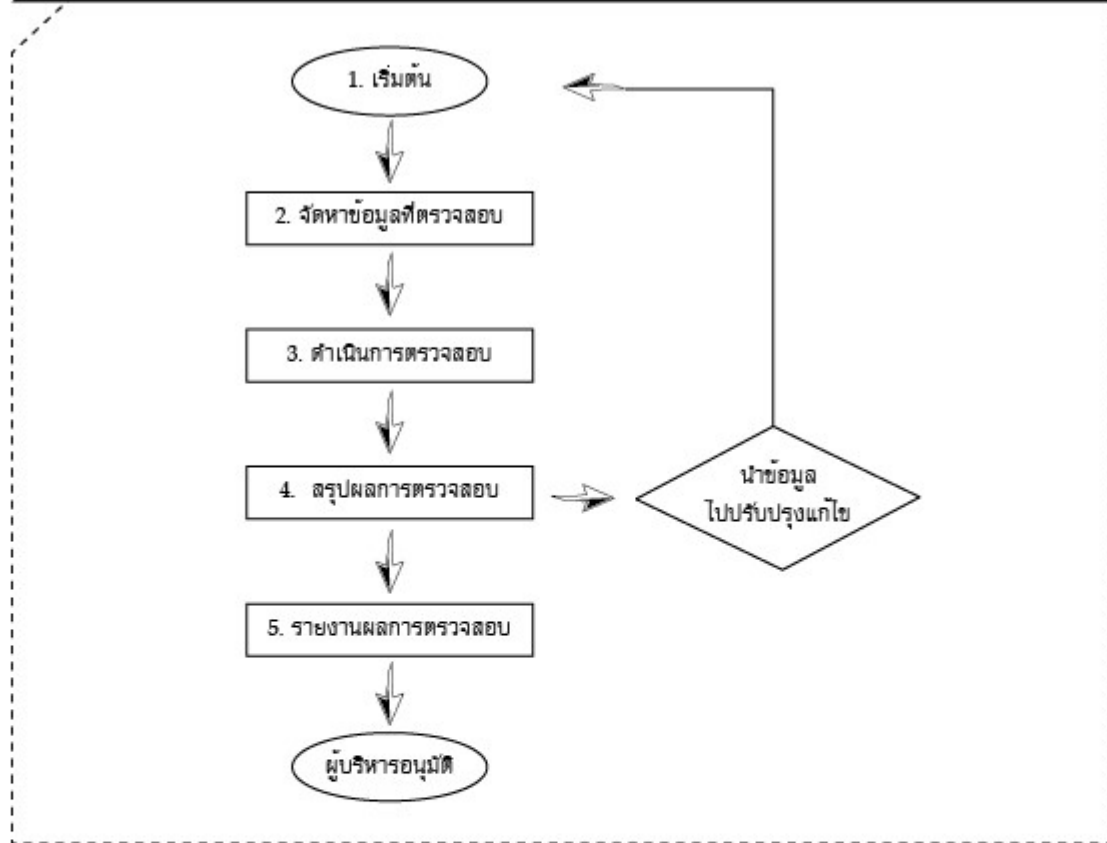 1. เริ่มต้น
2. จัดหาข้อมูลที่ตรวจสอบ
3. ดำเนินการตรวจสอบ
4. สรุปผลการตรวจสอบ
นำข้อมูล
ไปปรับปรุงแก้ไข
5. รายงานผลการตรวจสอบ
ผู้บริหารอนุมัติ